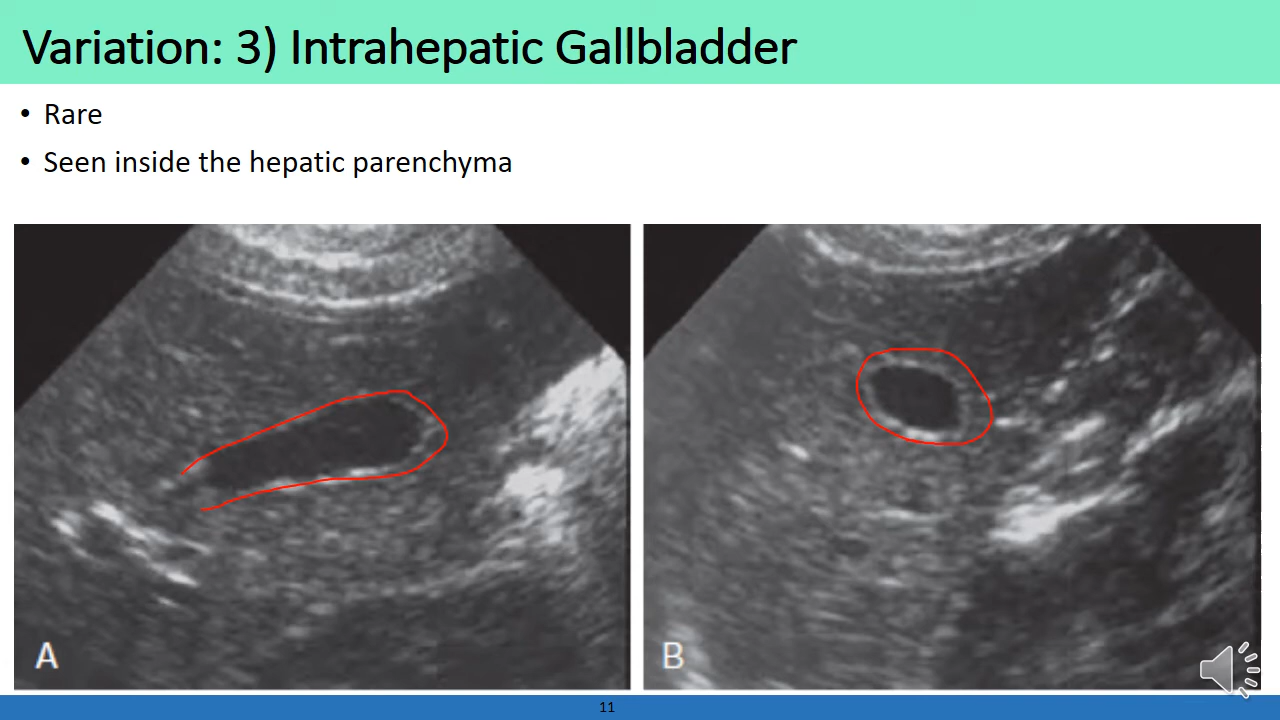 Variation: 3) Intrahepatic Gallbladder
• Rare
• Seen inside the hepatic parenchyma
A
B
11